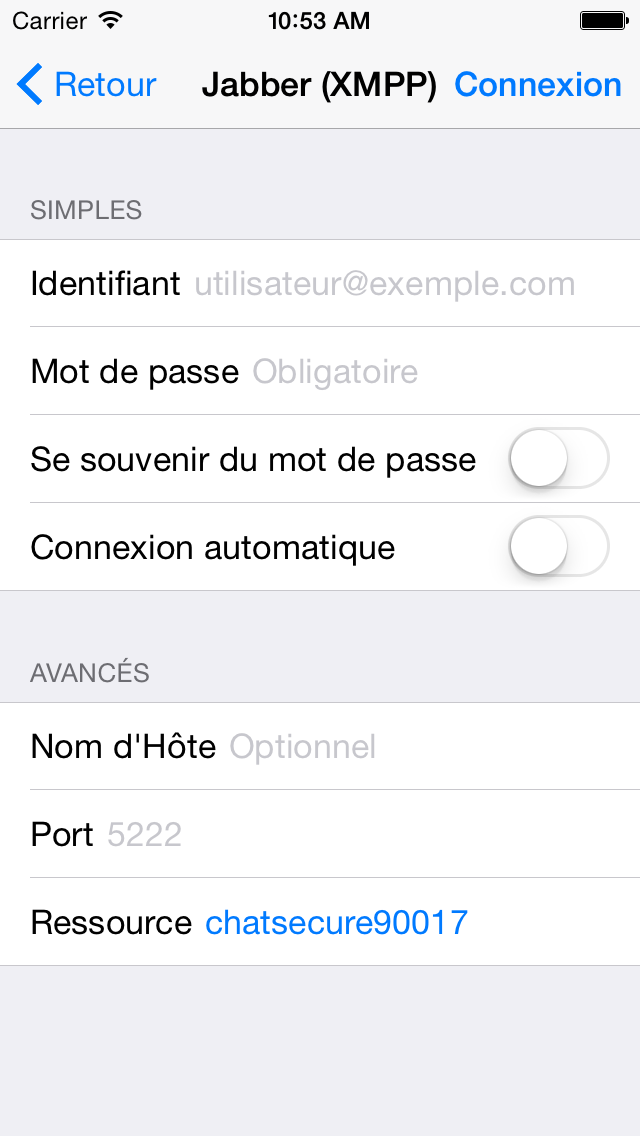 Carrier 10:53 AM
Retour Jabber (XMPP) Connexion
SIMPLES
Identifiant utilisateur@exemple.com
Mot de passe Obligatoire
Se souvenir du mot de passe
Connexion automatique
AVANCÉS
Nom d'Hôte Optionnel
Port 5222
Ressource chatsecure90017